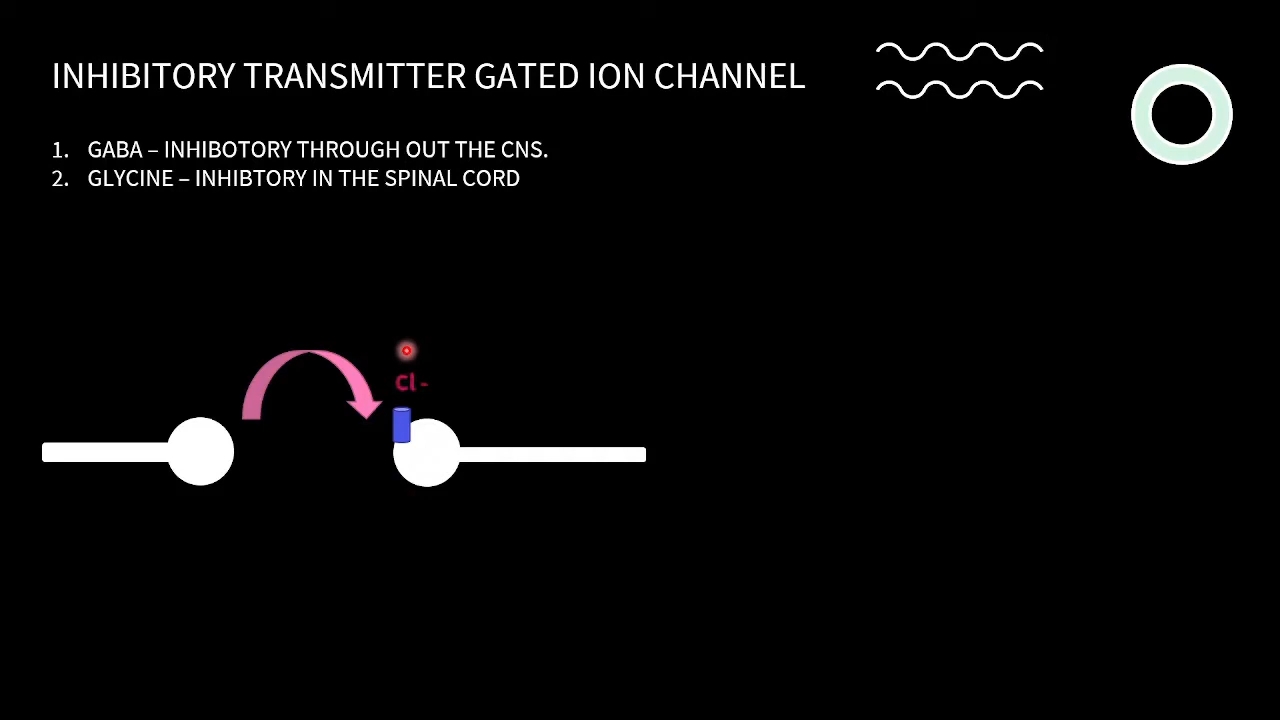 INHIBITORY TRANSMITTER GATED ION CHANNEL
1. GABA – INHIBOTORY THROUGH OUT THE CNS.
2. GLYCINE – INHIBTORY IN THE SPINAL CORD
Cl -